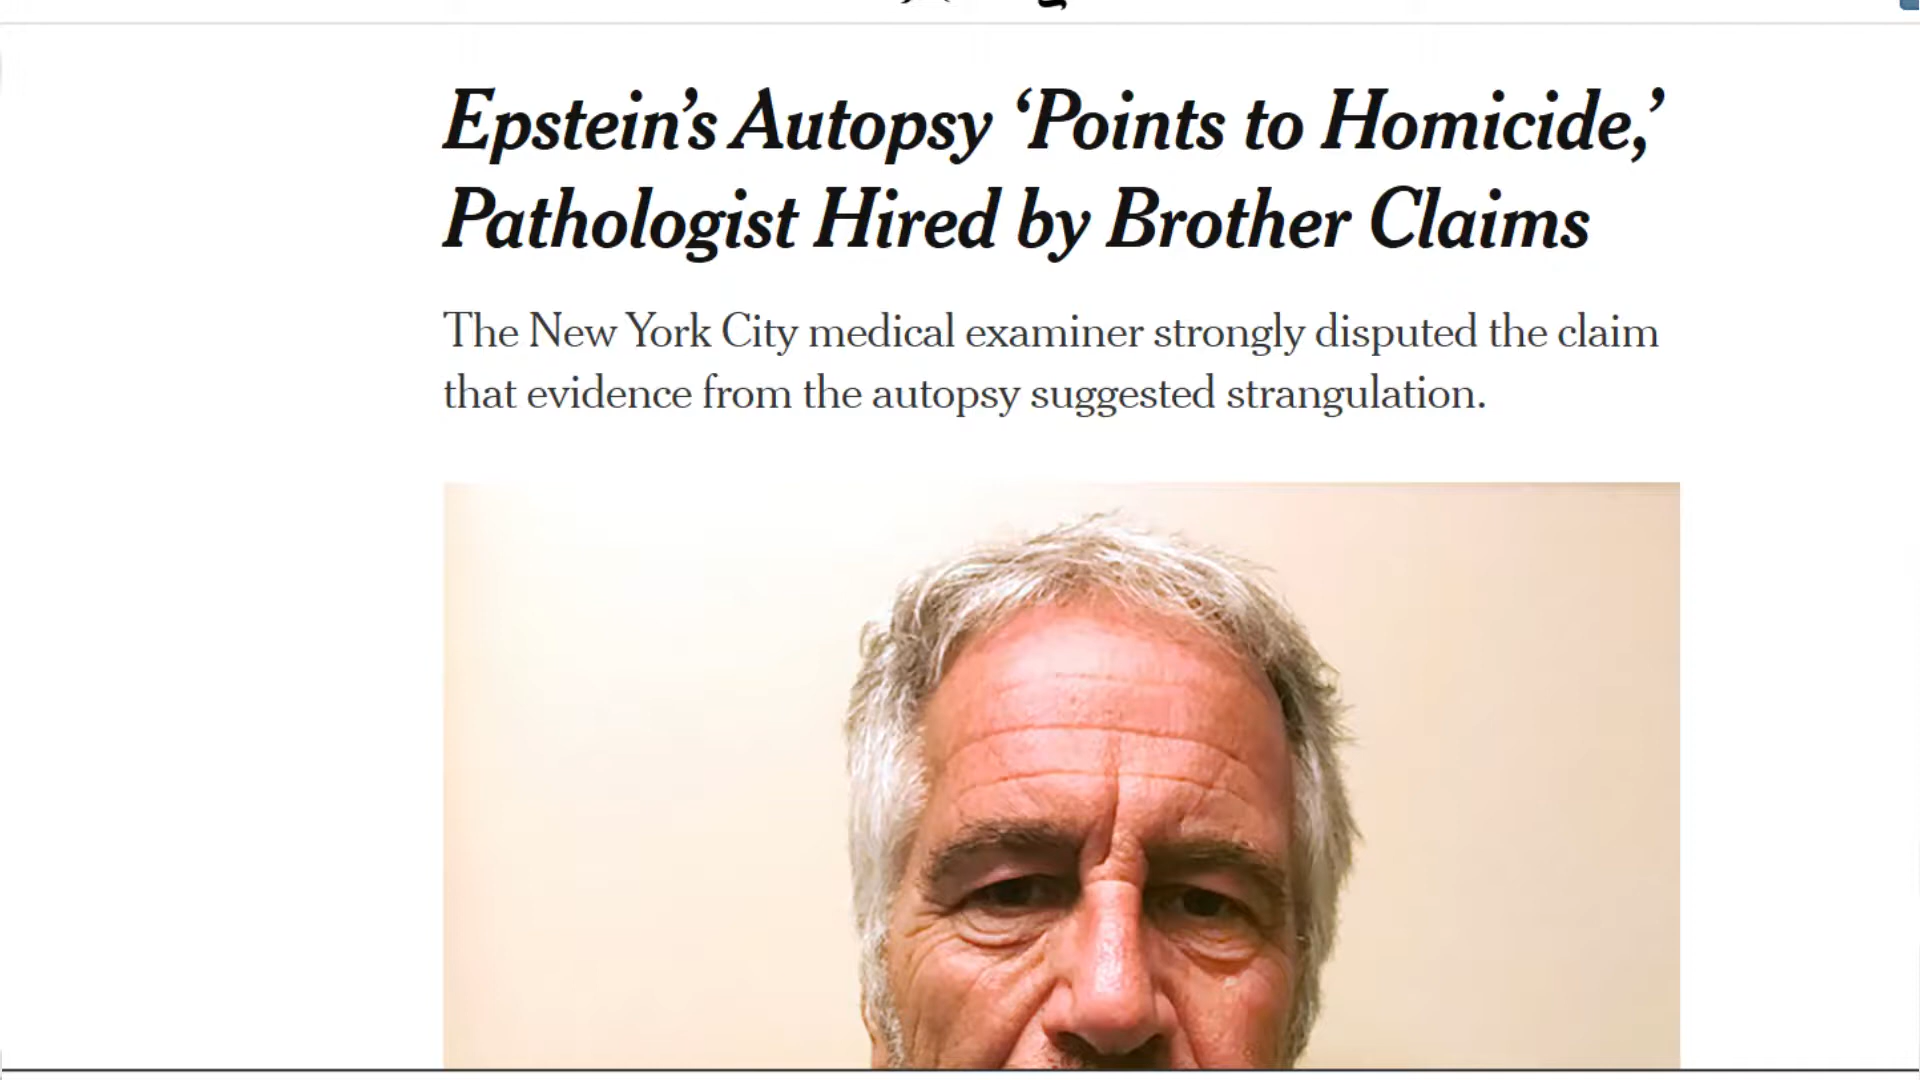 Epstein’s Autopsy ‘Points to Homicide,’
Pathologist Hired by Brother Claims
The New York City medical examiner strongly disputed the claim
that evidence from the autopsy suggested strangulation.